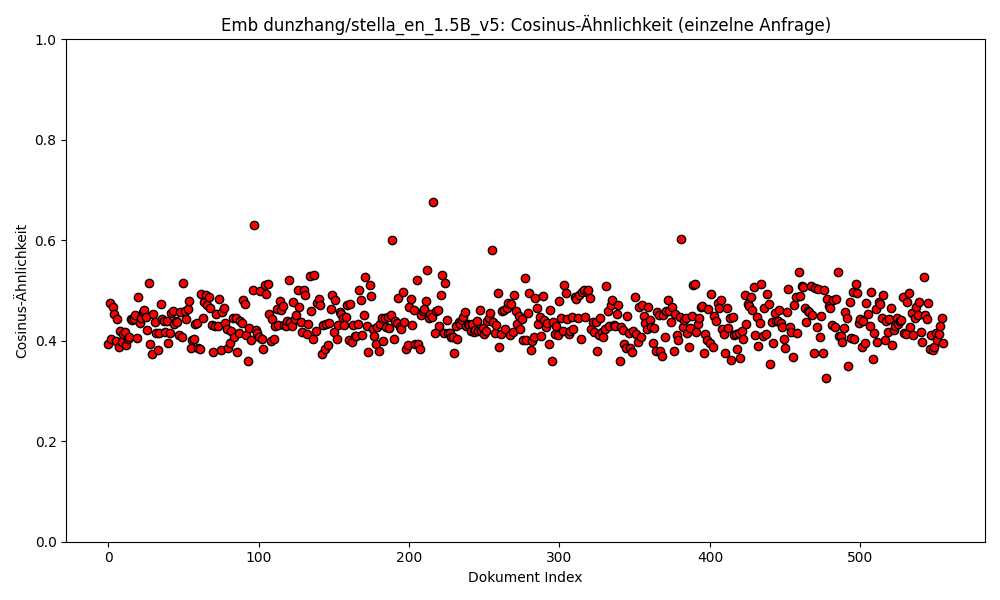 Emb dunzhang/stella_en_1.5B_v5: Cosinus-Ähnlichkeit (einzelne Anfrage)
1.0
0.8
0.6
0.4
0.2
0.0
Cosinus-Ähnlichkeit
0 100 200 300 400 500
Dokument Index